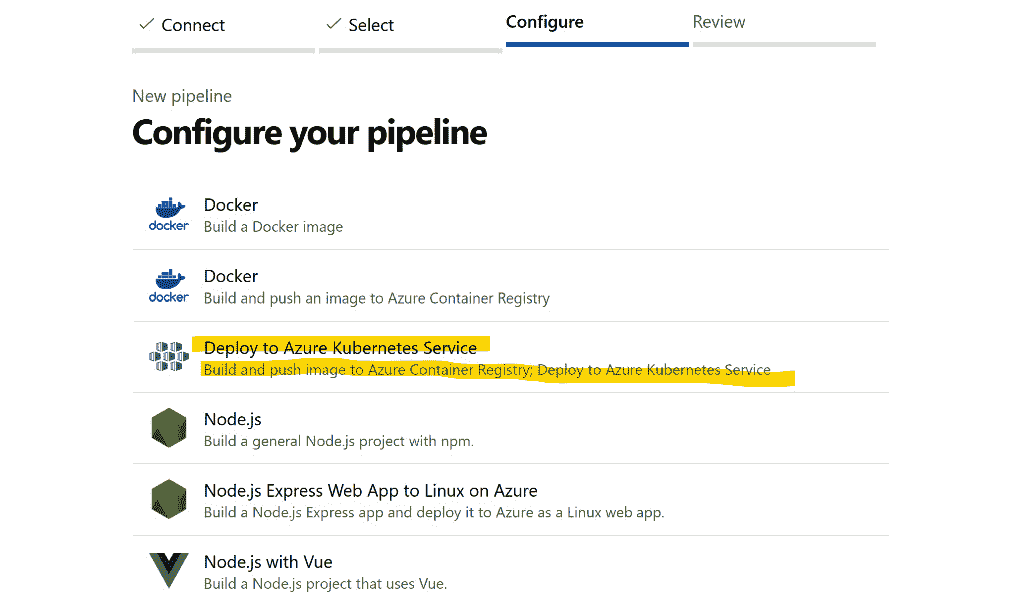 Connect
Select
Configure
Review
New pipeline
Configure your pipeline
docker
Docker
Build a Docker image
docker
Docker
Build and push an image to Azure Container Registry
Deploy to Azure Kubernetes Service
Build and push image to Azure Container Registry; Deploy to Azure Kubernetes Service
Node.js
Build a general Node.js project with npm.
Node.js Express Web App to Linux on Azure
Build a Node.js Express app and deploy it to Azure as a Linux web app.
Node.js with Vue
Build a Node.js project that uses Vue.